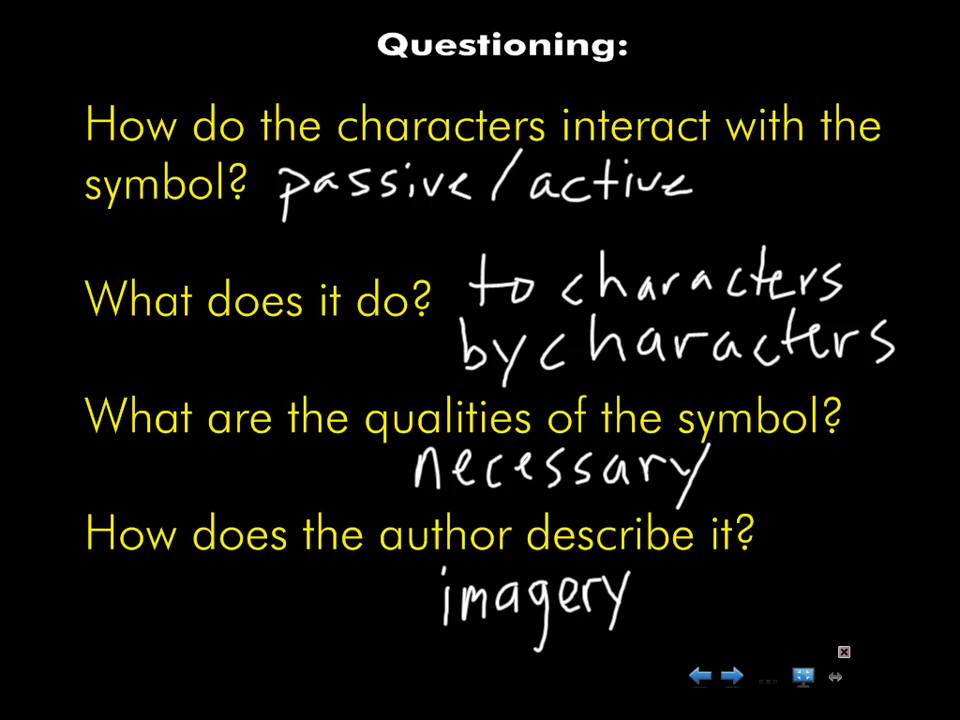 Questioning:
How do the characters interact with the
symbol? passive/active
What does it do? to characters
by characters
What are the qualities of the symbol?
necessary
How does the author describe it?
imagery